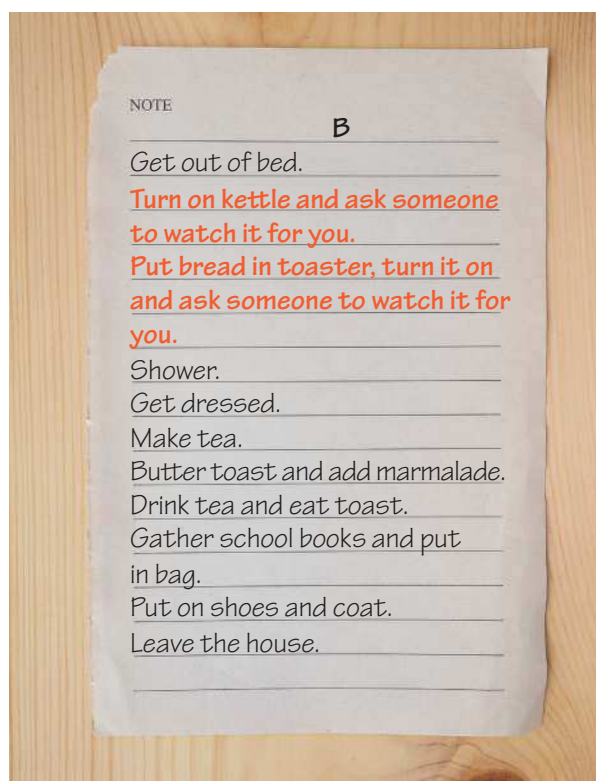 NOTE
B
Get out of bed.
Turn on kettle and ask someone
to watch it for you.
Put bread in toaster, turn it on
and ask someone to watch it for
you.
Shower.
Get dressed.
Make tea.
Butter toast and add marmalade.
Drink tea and eat toast.
Gather school books and put
in bag.
Put on shoes and coat.
Leave the house.